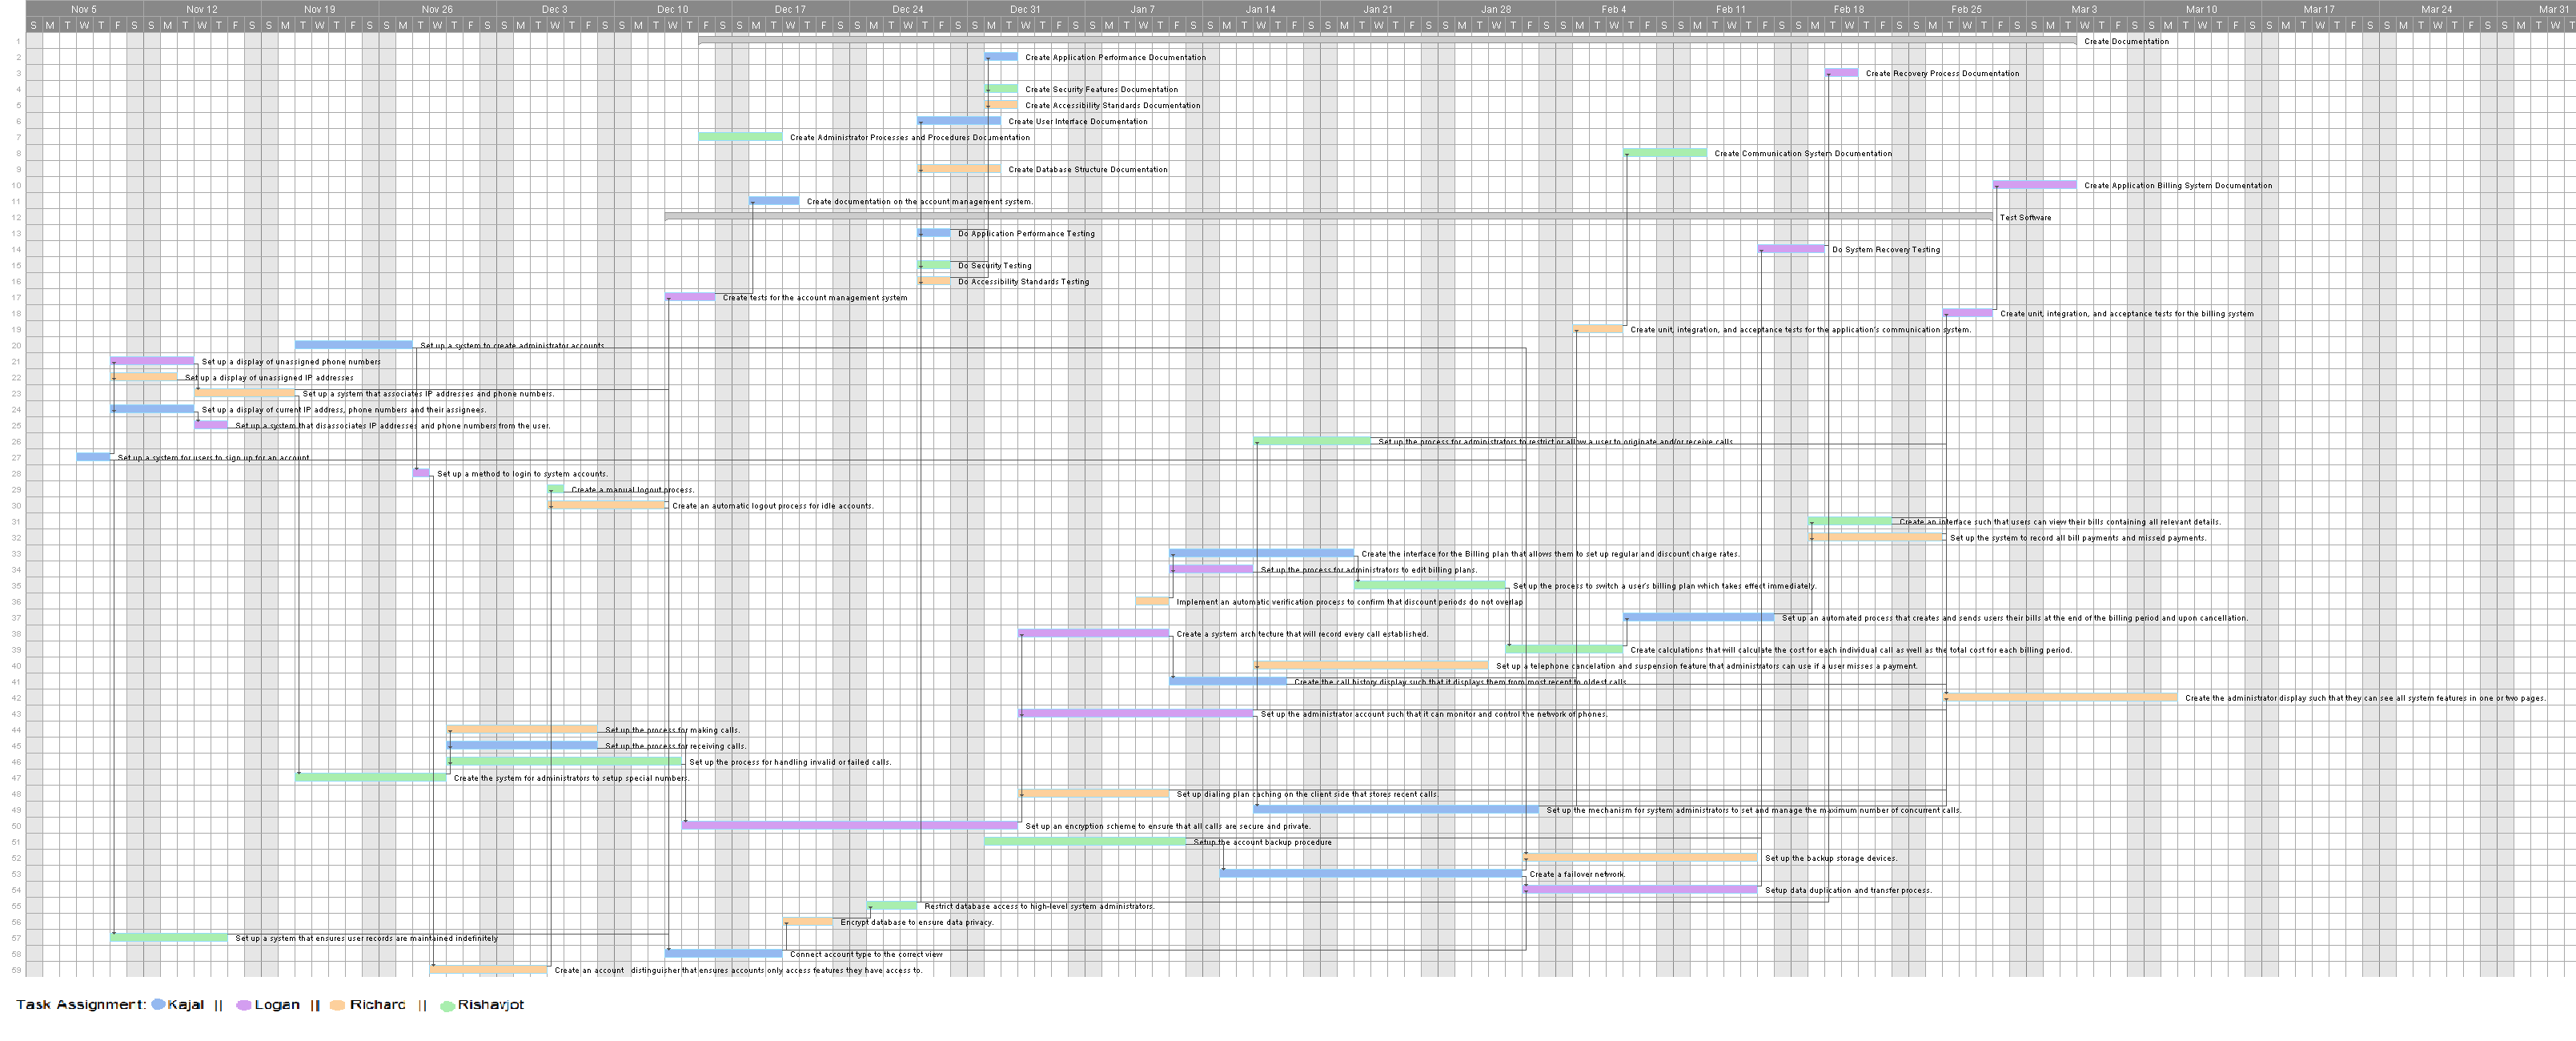 Nov 5 Nov 12 Nov 19 Nov 26 Dec 3 Dec 10 Dec 17 Dec 24 Dec 31 Jan 7 Jan 14 Jan 21 Jan 28 Feb 4 Feb 11 Feb 18 Feb 25 Mar 3 Mar 10 Mar 17 Mar 24 Mar 31
S M T W T F S S M T W T F S S M T W T F S S M T W T F S S M T W T F S S M T W T F S S M T W T F S S M T W T F S S M T W T F S S M T W T F S S M T W T F S S M T W T F S S M T W T F S S M T W T F S S M T W T F S S M T W T F S S M T W T F S S M T W T F S S M T W T F S S M T W T F S S M T W T F S S M T W T
1 Create Documentation
2 Create Application Performance Documentation
3 Create Recovery Process Documentation
4 Create Security Features Documentation
5 Create Accessibility Standards Documentation
6 Create User Interface Documentation
7 Create Administrator Processes and Procedures Documentation
8 Create Communication System Documentation
9 Create Database Structure Documentation
10 Create Application Billing System Documentation
11 Create documentation on the account management system.
12 Test Software
13 Do Application Performance Testing
14 Do System Recovery Testing
15 Do Security Testing
16 Do Accessibility Standards Testing
17 Create tests for the account management system
18 Create unit, integration, and acceptance tests for the billing system
19 Create unit, integration, and acceptance tests for the application's communication system.
20 Set up a system to create administrator accounts
21 Set up a display of unassigned phone numbers
22 Set up a display of unassigned IP addresses
23 Set up a system that associates IP addresses and phone numbers.
24 Set up a display of current IP address, phone numbers and their assignees.
25 Set up a system that disassociates IP addresses and phone numbers from the user.
26 Set up the process for administrators to restrict or allow a user to originate and/or receive calls
27 Set up a system for users to sign up for an account
28 Set up a method to login to system accounts.
29 Create a manual logout process.
30 Create an automatic logout process for idle accounts.
31 Create an interface such that users can view their bills containing all relevant details.
32 Set up the system to record all bill payments and missed payments.
33 Create the interface for the Billing plan that allows them to set up regular and discount charge rates.
34 Set up the process for administrators to edit billing plans.
35 Set up the process to switch a user's billing plan which takes effect immediately.
36 Implement an automatic verification process to confirm that discount periods do not overlap
37 Set up an automated process that creates and sends users their bills at the end of the billing period and upon cancellation.
38 Create a system architecture that will record every call established.
39 Create calculations that will calculate the cost for each individual call as well as the total cost for each billing period.
40 Set up a telephone cancelation and suspension feature that administrators can use if a user misses a payment.
41 Create the call history display such that it displays them from most recent to oldest calls
42 Create the administrator display such that they can see all system features in one or two pages.
43 Set up the administrator account such that it can monitor and control the network of phones.
44 Set up the process for making calls.
45 Set up the process for receiving calls.
46 Set up the process for handling invalid or failed calls.
47 Create the system for administrators to setup special numbers.
48 Set up dialing plan caching on the client side that stores recent calls.
49 Set up the mechanism for system administrators to set and manage the maximum number of concurrent calls.
50 Set up an encryption scheme to ensure that all calls are secure and private.
51 Setup the account backup procedure
52 Set up the backup storage devices.
53 Create a failover network.
54 Setup data duplication and transfer process.
55 Restrict database access to high-level system administrators.
56 Encrypt database to ensure data privacy.
57 Set up a system that ensures user records are maintained indefinitely
58 Connect account type to the correct view
59 Create an account distinguisher that ensures accounts only access features they have access to.
Task Assignment: Kajal || Logan || Richard || Rishavjot